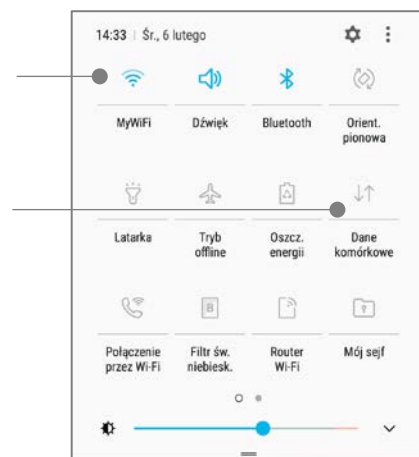 14:33 | Śr., 6 lutego
MyWiFi Dźwięk Bluetooth Orient.
pionowa
Latarka Tryb
offline Oszcz.
energii Dane
komórkowe
Połączenie
przez Wi-Fi Filtr św.
niebiesk. Router
Wi-Fi Mój sejf